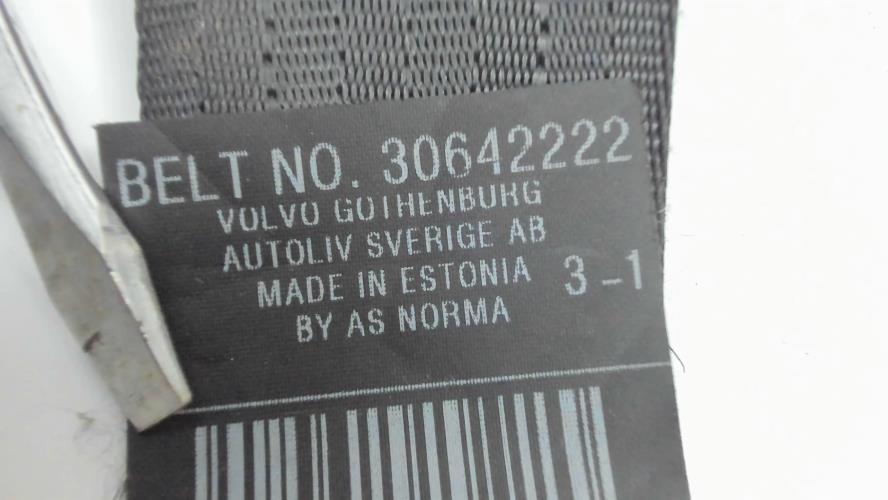 BELT NO. 30642222
VOLVO GOTHENBURG
AUTOLIV SVERIGE AB
MADE IN ESTONIA 3-1
BY AS NORMA